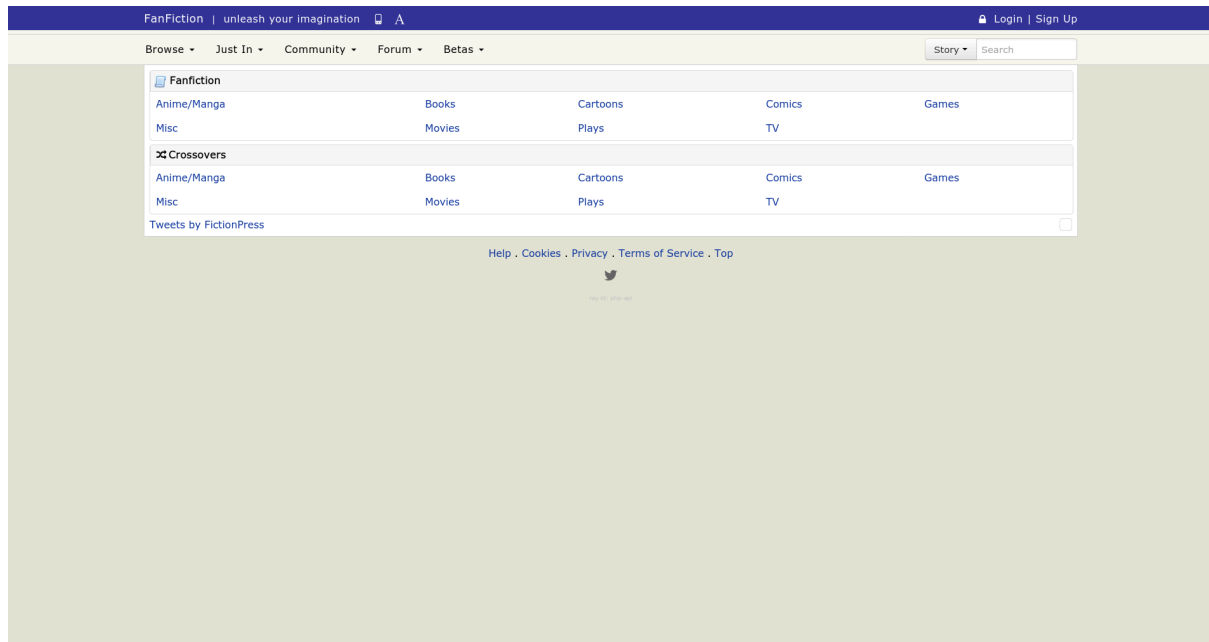 FanFiction | unleash your imagination A Login | Sign Up
Browse Just In Community Forum Betas Story Search
Fanfiction
Anime/Manga Books Cartoons Comics Games
Misc Movies Plays TV
Crossovers
Anime/Manga Books Cartoons Comics Games
Misc Movies Plays TV
Tweets by FictionPress
Help . Cookies . Privacy . Terms of Service . Top